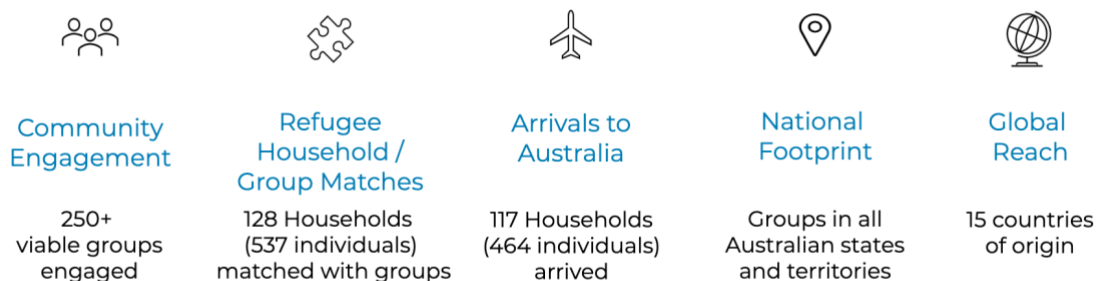 Community
Engagement
250+
viable groups
engaged
Refugee
Household /
Group Matches
128 Households
(537 individuals)
matched with groups
Arrivals to
Australia
117 Households
(464 individuals)
arrived
National
Footprint
Groups in all
Australian states
and territories
Global
Reach
15 countries
of origin